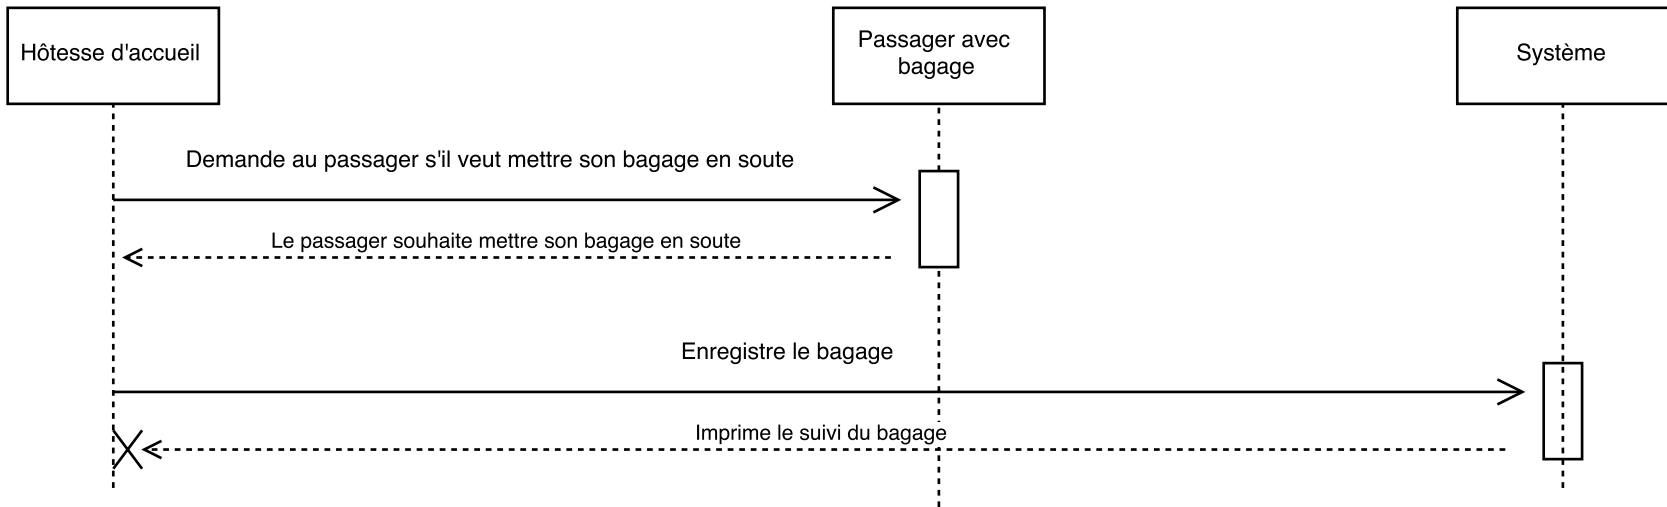 Hôtesse d'accueil
Passager avec
bagage
Système
Demande au passager s'il veut mettre son bagage en soute
Le passager souhaite mettre son bagage en soute
Enregistre le bagage
Imprime le suivi du bagage